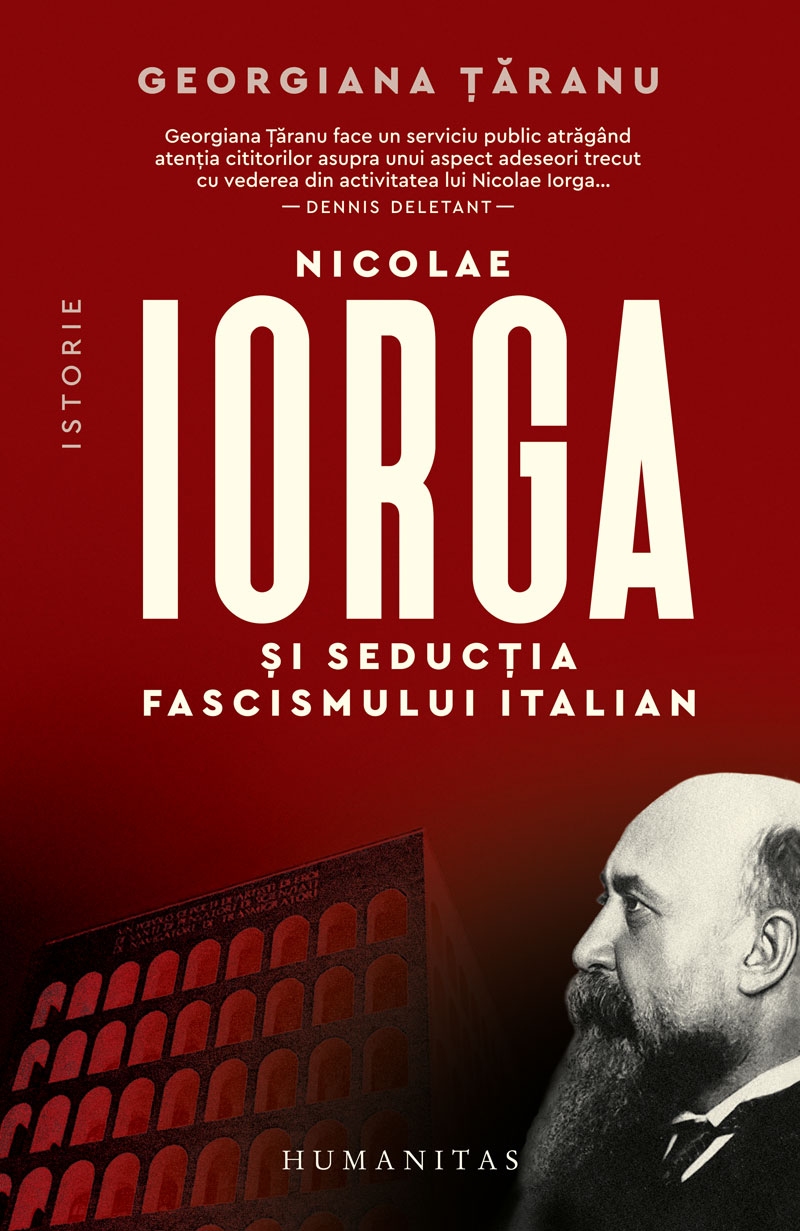 GEORGIANA ȚĂRANU
Georgiana Țăranu face un serviciu public atrăgând
atenția cititorilor asupra unui aspect adeseori trecut
cu vederea din activitatea lui Nicolae Iorga...
—DENNIS DELETANT—
NICOLAE
IORGA
ISTORIE
ȘI SEDUCȚIA
FASCISMULUI ITALIAN
HUMANITAS